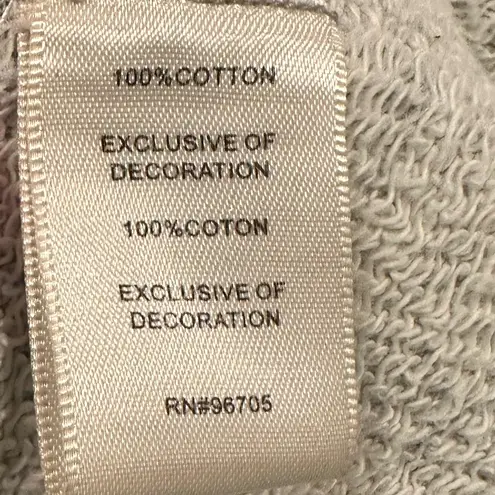 100%COTTON
EXCLUSIVE OF
DECORATION
100%COTON
EXCLUSIVE OF
DECORATION
RN#96705